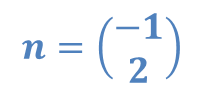 n = (−1
2)